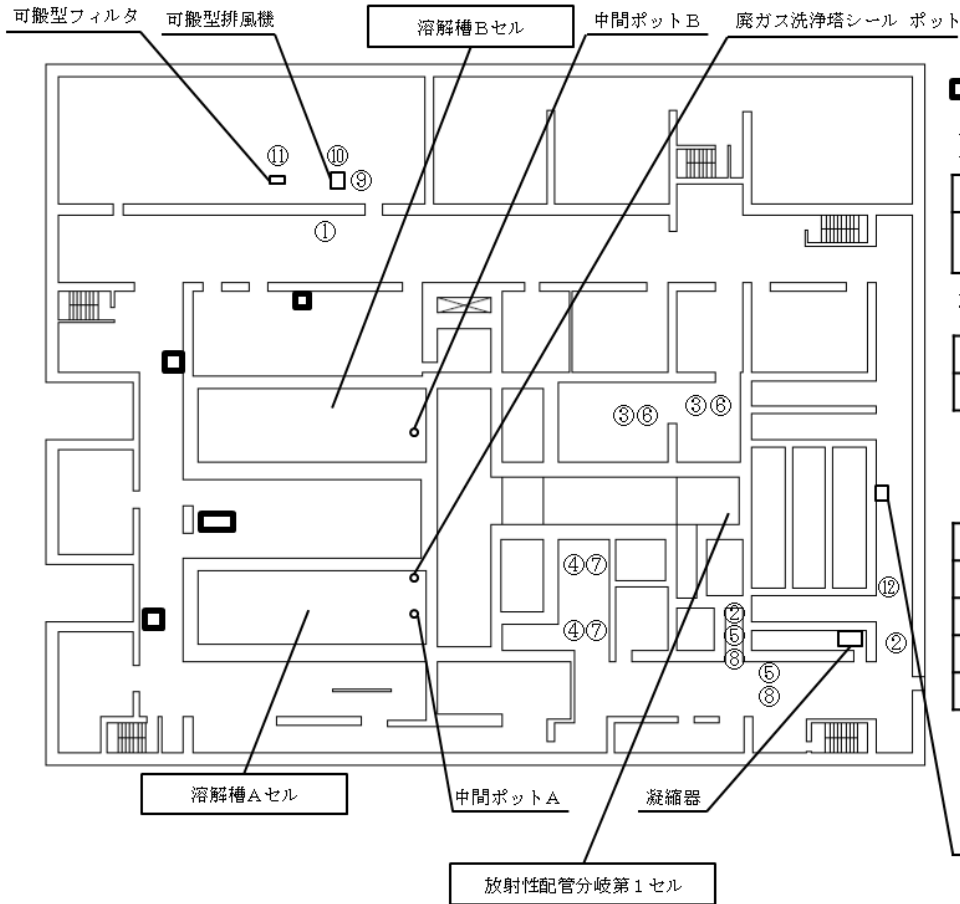 可搬型フィルタ
可搬型排風機
溶解槽Bセル
中間ポットB
廃ガス洗浄塔シール ポット
⑪
⑩
⑨
①
③⑥
③⑥
④⑦
④⑦
②
⑤
⑧
⑫
②
⑤
⑧
溶解槽Aセル
中間ポットA
凝縮器
放射性配管分岐第1セル